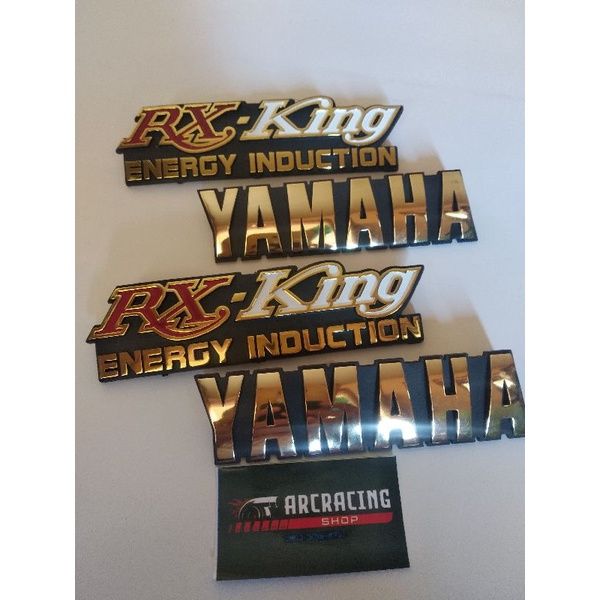 RX-King
ENERGY INDUCTION
YAMAHA
RX-King
ENERGY INDUCTION
YAMAHA
ARCRACING
SHOP